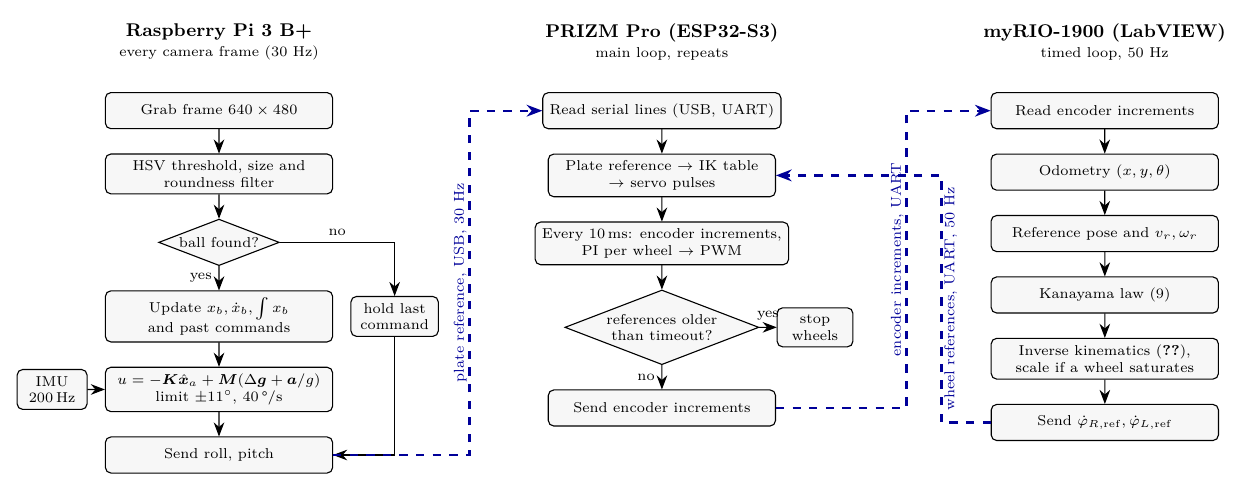 Raspberry Pi 3 B+
every camera frame (30 Hz)
Grab frame 640 × 480
HSV threshold, size and
roundness filter
ball found?
no
yes
Update x_b, ẋ_b, ∫ x_b
and past commands
hold last
command
IMU
200 Hz
u = −Kx̂_a + M(Δg + a/g)
limit ±11°, 40 °/s
Send roll, pitch
plate reference, USB, 30 Hz
PRIZM Pro (ESP32-S3)
main loop, repeats
Read serial lines (USB, UART)
Plate reference → IK table
→ servo pulses
Every 10 ms: encoder increments,
PI per wheel → PWM
references older
than timeout?
yes
stop
wheels
no
Send encoder increments
encoder increments, UART
wheel references, UART, 50 Hz
myRIO-1900 (LabVIEW)
timed loop, 50 Hz
Read encoder increments
Odometry (x, y, θ)
Reference pose and v_r, ω_r
Kanayama law (9)
Inverse kinematics (??),
scale if a wheel saturates
Send φ̇_R,ref, φ̇_L,ref